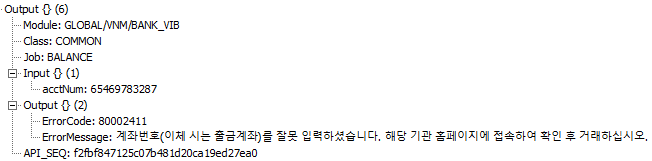 Output {} (6)
Module: GLOBAL/VNM/BANK_VIB
Class: COMMON
Job: BALANCE
Input {} (1)
acctNum: 65469783287
Output {} (2)
ErrorCode: 80002411
ErrorMessage: 계좌번호(이체 시는 출금계좌)를 잘못 입력하셨습니다. 해당 기관 홈페이지에 접속하여 확인 후 거래하십시오.
API_SEQ: f2fbf847125c07b481d20ca19ed27ea0